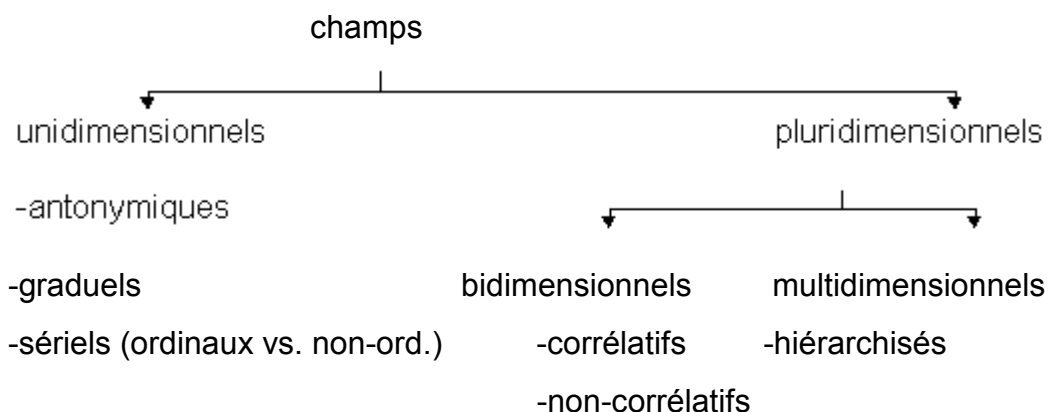 champs
unidimensionnels pluridimensionnels
-antonymiques
-graduels bidimensionnels multidimensionnels
-sériels (ordinaux vs. non-ord.) -corrélatifs -hiérarchisés
-non-corrélatifs